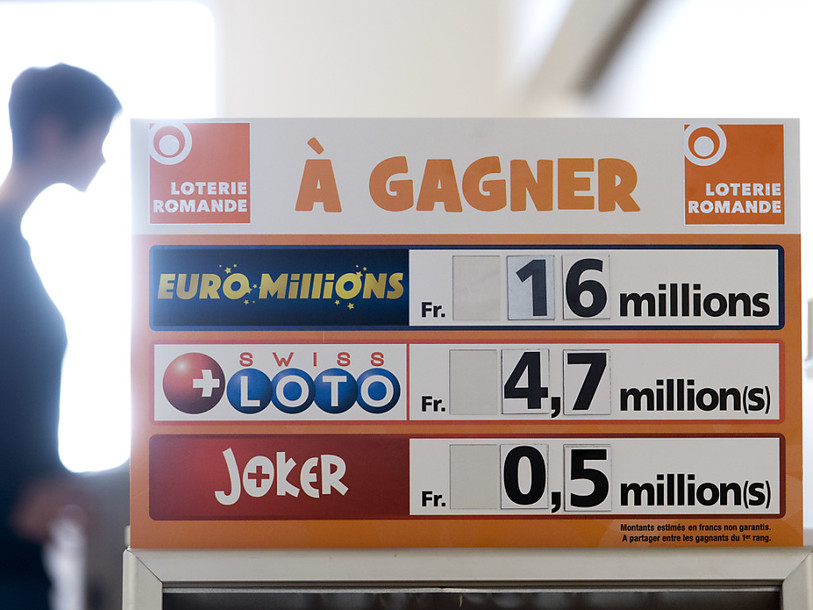 LOTERIE
ROMANDE
À GAGNER
LOTERIE
ROMANDE
EURO MILLIONS
Fr. 16 millions
SWISS
LOTO
Fr. 4,7 million(s)
JOKER
Fr. 0,5 million(s)
Montants estimés en francs non garantis.
A partager entre les gagnants du 1er rang.